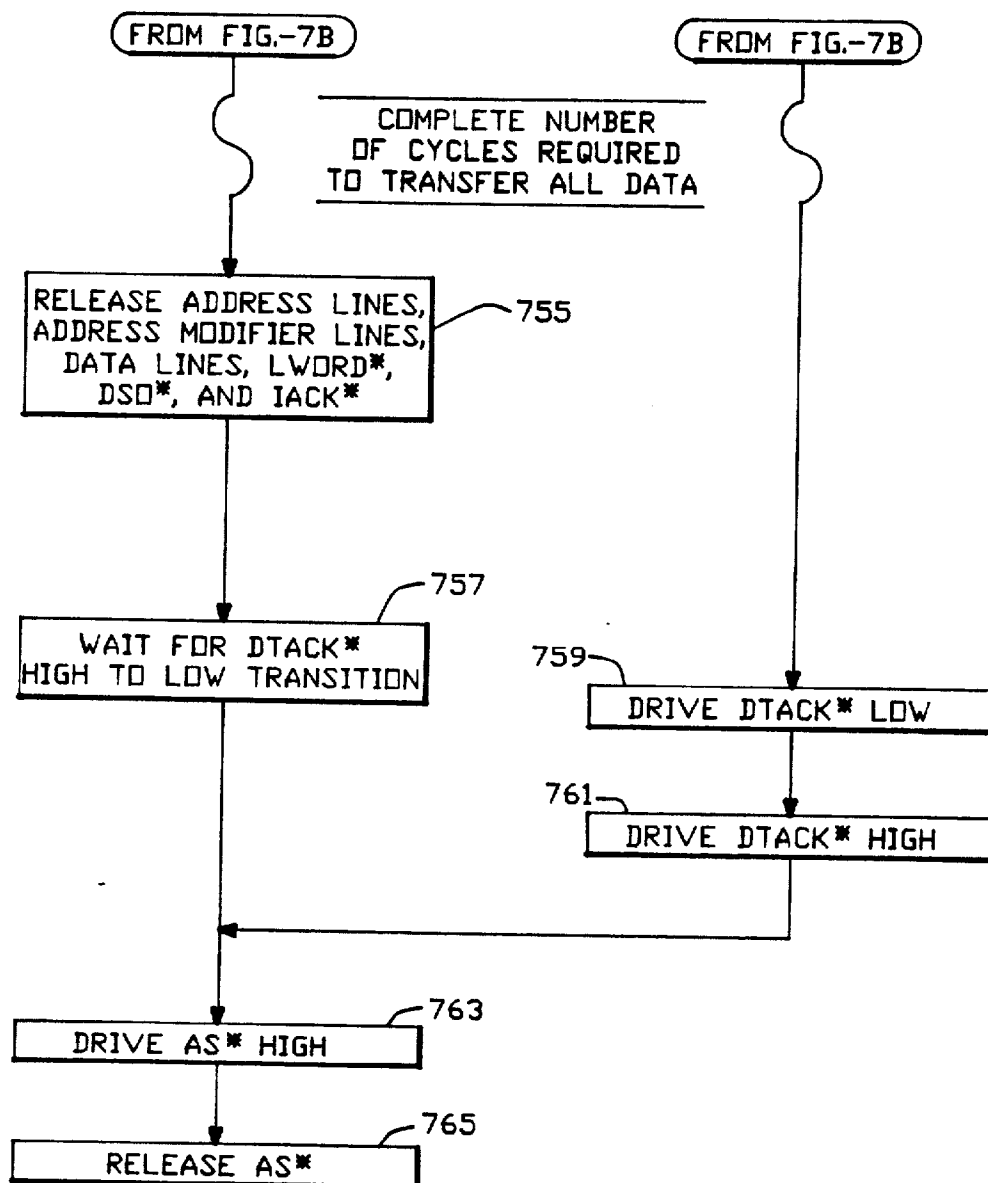 FROM FIG.-7B
FROM FIG.-7B
COMPLETE NUMBER
OF CYCLES REQUIRED
TO TRANSFER ALL DATA
RELEASE ADDRESS LINES,
ADDRESS MODIFIER LINES,
DATA LINES, LWORD*,
DS0*, AND IACK*
755
757
WAIT FOR DTACK*
HIGH TO LOW TRANSITION
759
DRIVE DTACK* LOW
761
DRIVE DTACK* HIGH
763
DRIVE AS* HIGH
765
RELEASE AS*